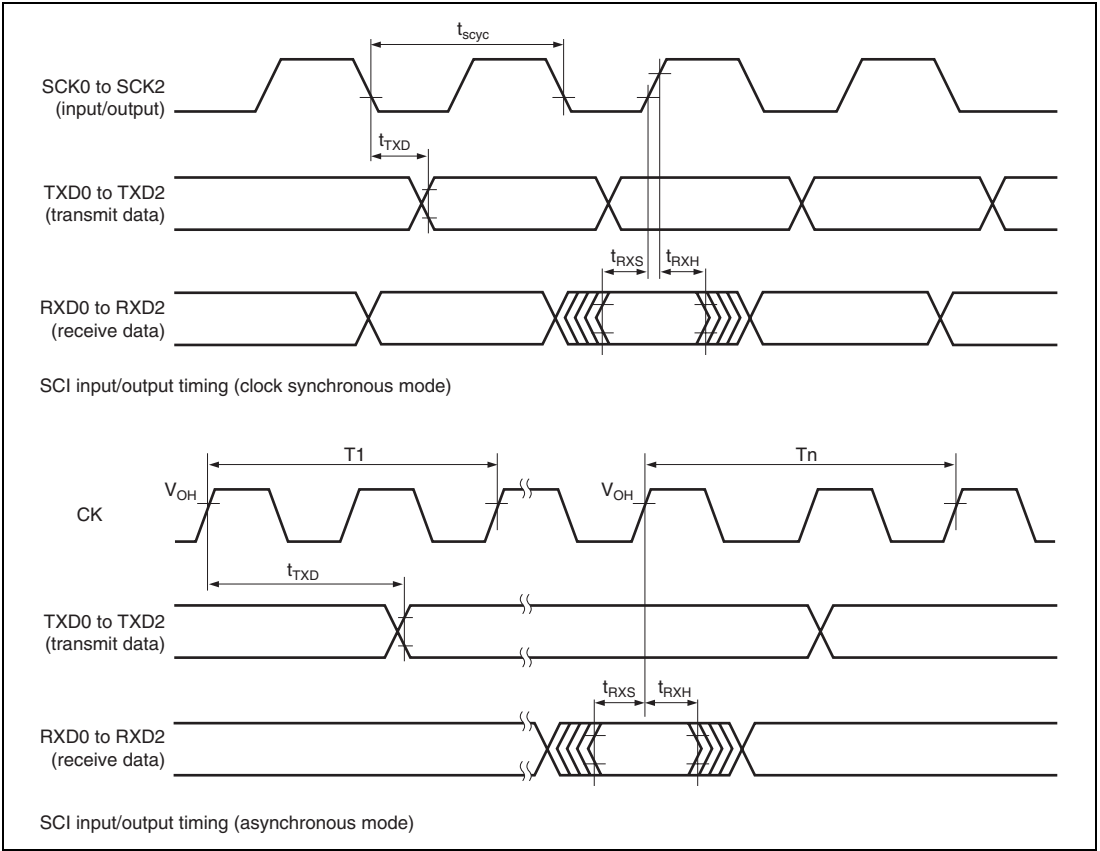 tscyc
SCK0 to SCK2
(input/output)
tTXD
TXD0 to TXD2
(transmit data)
tRXS
tRXH
RXD0 to RXD2
(receive data)
SCI input/output timing (clock synchronous mode)
T1
Tn
VOH
VOH
CK
tTXD
TXD0 to TXD2
(transmit data)
tRXS
tRXH
RXD0 to RXD2
(receive data)
SCI input/output timing (asynchronous mode)